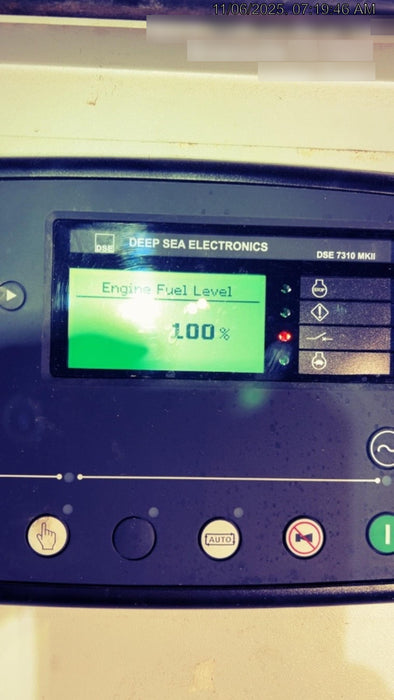 11/06/2025, 07:19:46 AM
DSE
DEEP SEA ELECTRONICS
DSE 7310 MKII
Engine Fuel Level
100 %
STOP
AUTO